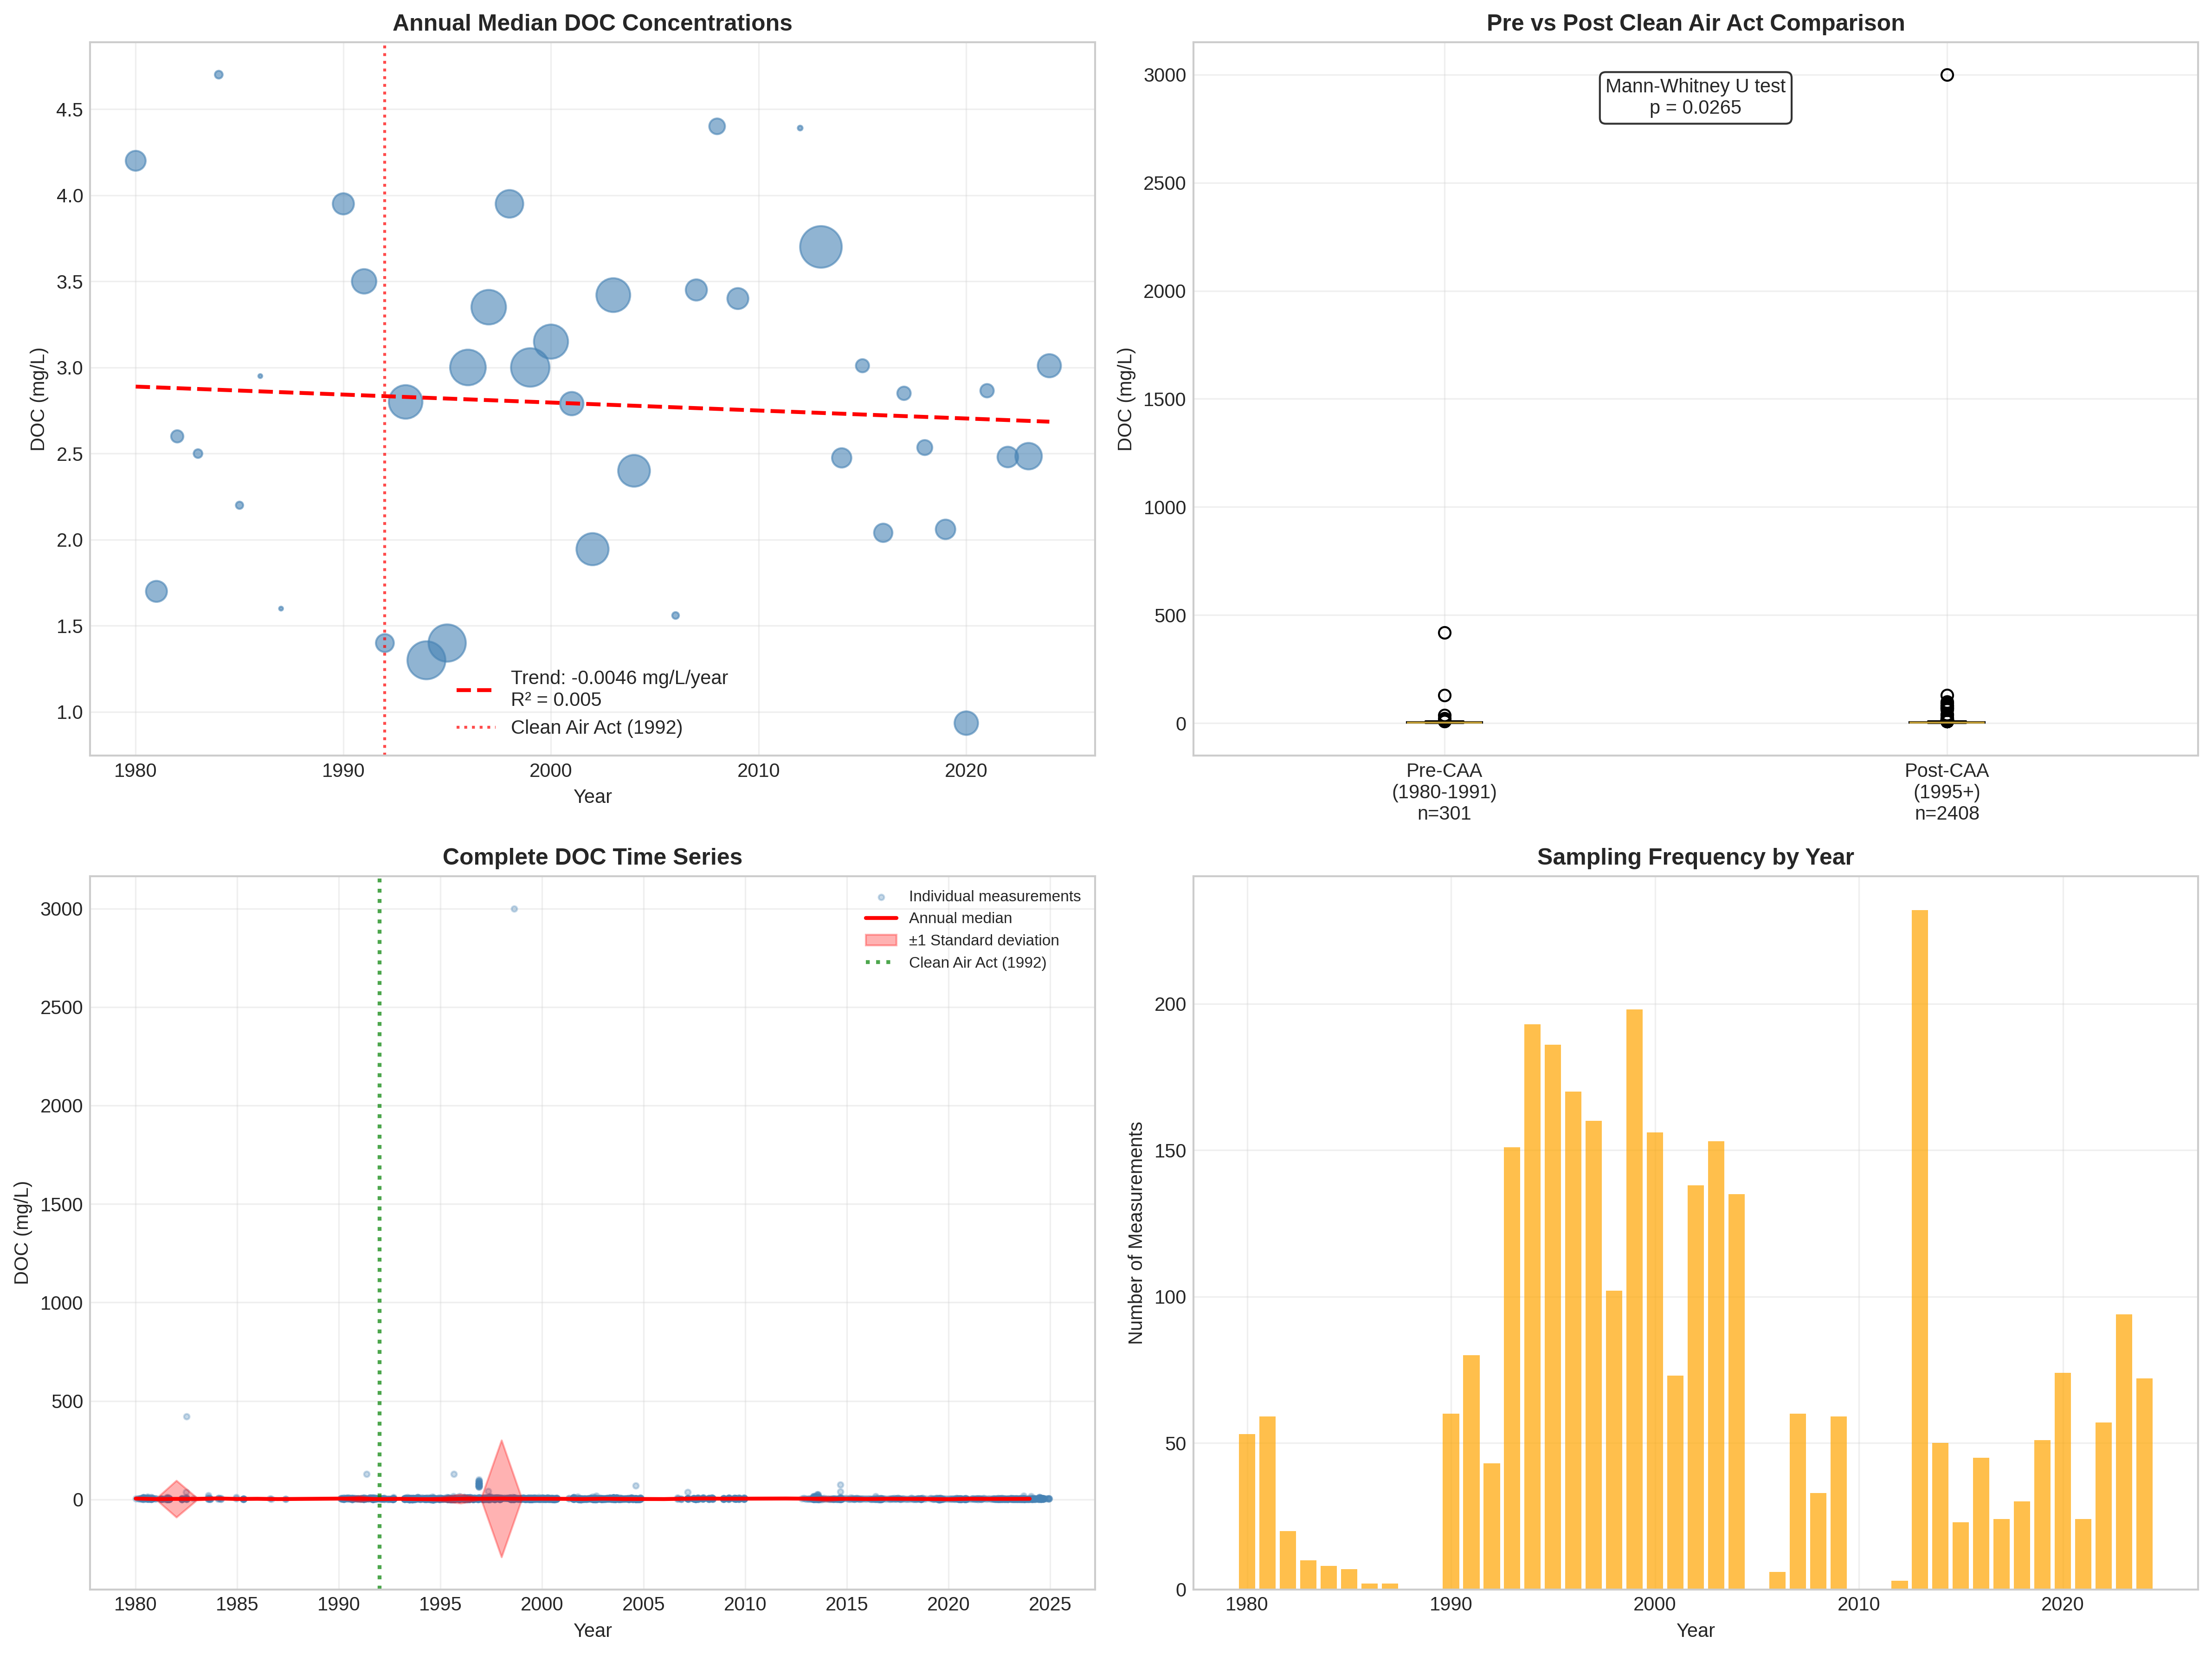 Annual Median DOC Concentrations
4.5
4.0
3.5
3.0
2.5
2.0
1.5
1.0
DOC (mg/L)
Trend: -0.0046 mg/L/year
R² = 0.005
Clean Air Act (1992)
1980
1990
2000
2010
2020
Year
Pre vs Post Clean Air Act Comparison
Mann-Whitney U test
p = 0.0265
3000
2500
2000
1500
1000
500
0
DOC (mg/L)
Pre-CAA
(1980-1991)
n=301
Post-CAA
(1995+)
n=2408
Complete DOC Time Series
Individual measurements
Annual median
±1 Standard deviation
Clean Air Act (1992)
3000
2500
2000
1500
1000
500
0
DOC (mg/L)
1980
1985
1990
1995
2000
2005
2010
2015
2020
2025
Year
Sampling Frequency by Year
200
150
100
50
0
Number of Measurements
1980
1990
2000
2010
2020
Year